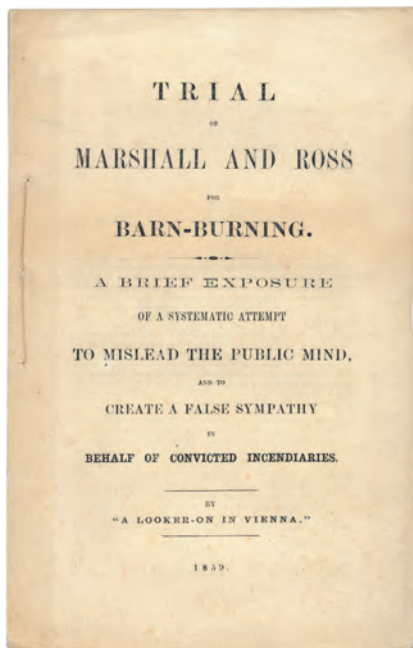 TRIAL
OF
MARSHALL AND ROSS
FOR
BARN-BURNING.
A BRIEF EXPOSURE
OF A SYSTEMATIC ATTEMPT
TO MISLEAD THE PUBLIC MIND,
AND TO
CREATE A FALSE SYMPATHY
IN
BEHALF OF CONVICTED INCENDIARIES.
BY
"A LOOKER-ON IN VIENNA."
1859.